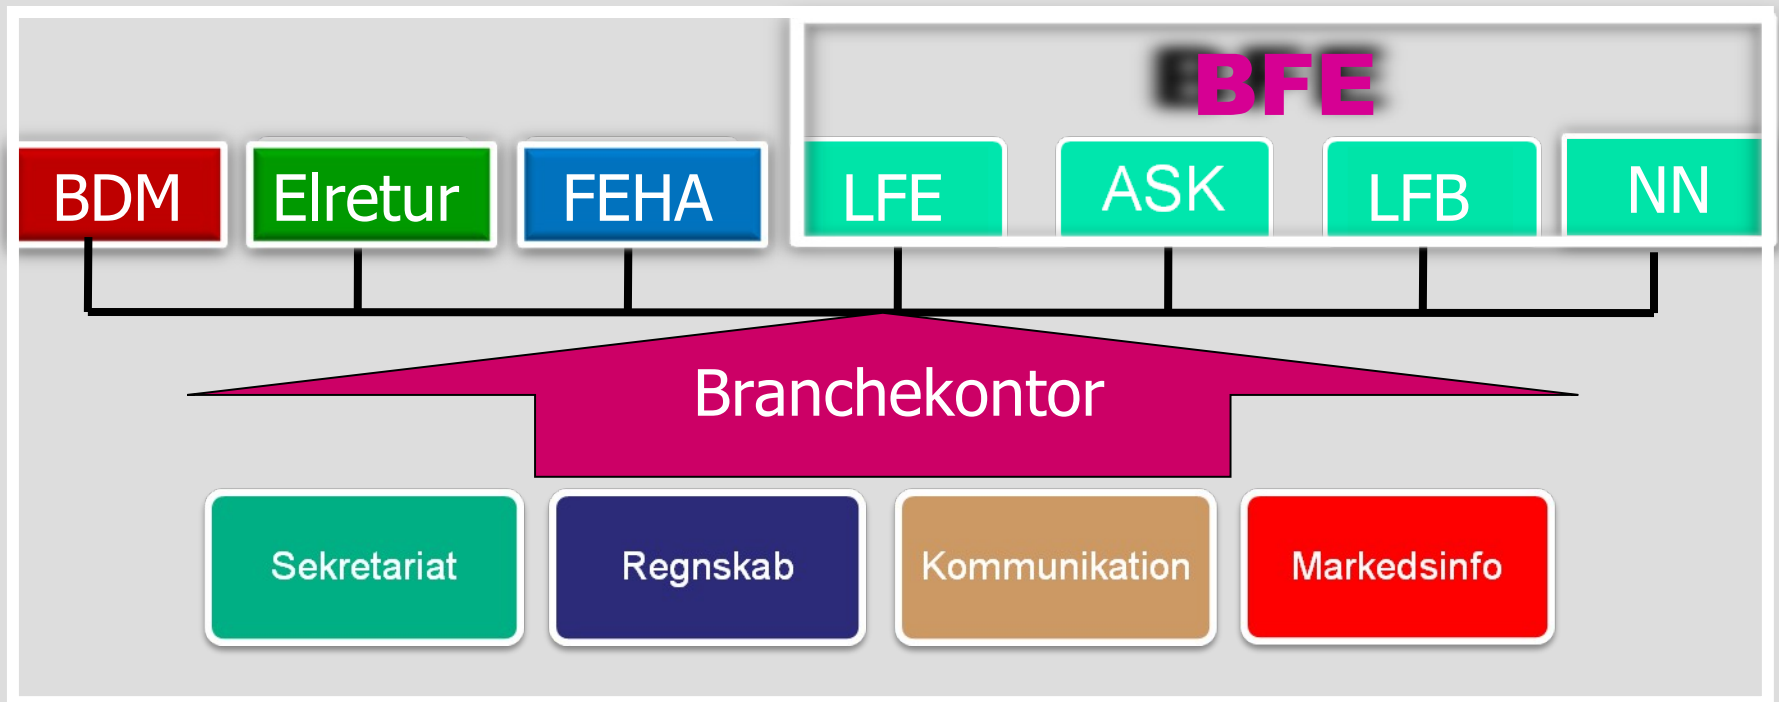 BFE
BDM
Elretur
FEHA
LFE
ASK
LFB
NN
Branchekontor
Sekretariat
Regnskab
Kommunikation
Markedsinfo